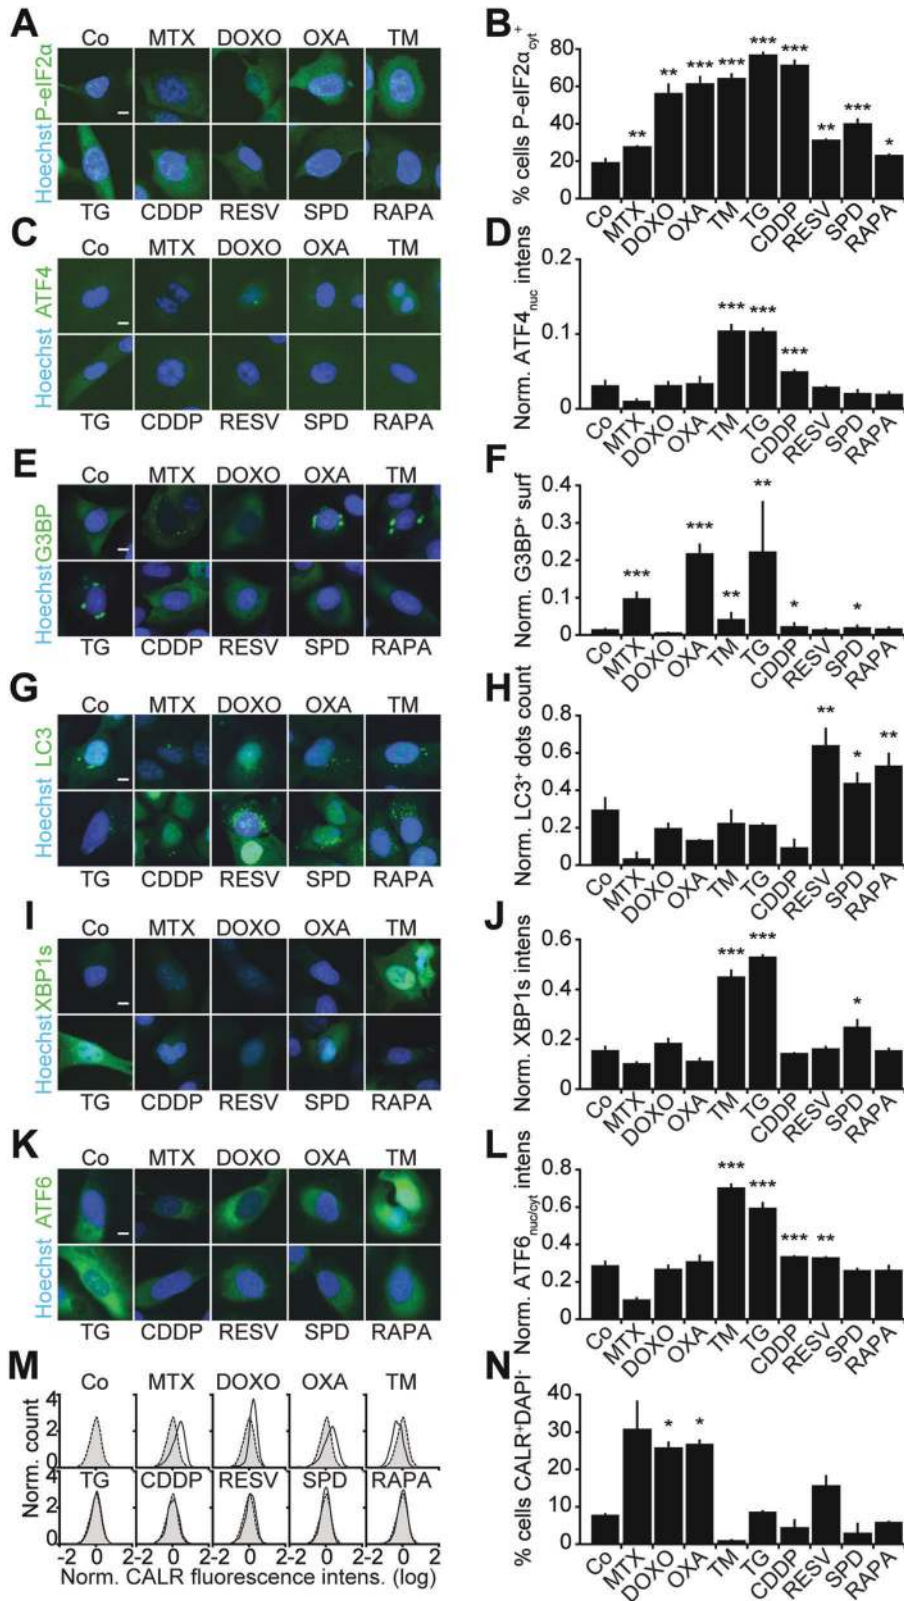 A
Co MTX DOXO OXA TM
Hoechst P-eIF2α
TG CDDP RESV SPD RAPA
B
% cells P-eIF2αcyt+
80
60
40
20
0
** ** *** *** *** *** ** *** *
Co MTX DOXO OXA TM TG CDDP RESV SPD RAPA
C
Co MTX DOXO OXA TM
Hoechst ATF4
TG CDDP RESV SPD RAPA
D
Norm. ATF4nuc intens
0.2
0.1
0
*** *** ***
Co MTX DOXO OXA TM TG CDDP RESV SPD RAPA
E
Co MTX DOXO OXA TM
Hoechst G3BP
TG CDDP RESV SPD RAPA
F
Norm. G3BP+ surf
0.4
0.3
0.2
0.1
0
*** *** ** ** * *
Co MTX DOXO OXA TM TG CDDP RESV SPD RAPA
G
Co MTX DOXO OXA TM
Hoechst LC3
TG CDDP RESV SPD RAPA
H
Norm. LC3+ dots count
0.8
0.6
0.4
0.2
0
** * **
Co MTX DOXO OXA TM TG CDDP RESV SPD RAPA
I
Co MTX DOXO OXA TM
Hoechst XBP1s
TG CDDP RESV SPD RAPA
J
Norm. XBP1s intens
0.6
0.4
0.2
0
*** *** *
Co MTX DOXO OXA TM TG CDDP RESV SPD RAPA
K
Co MTX DOXO OXA TM
Hoechst ATF6
TG CDDP RESV SPD RAPA
L
Norm. ATF6nuc/cyt intens
0.8
0.6
0.4
0.2
0
*** *** *** **
Co MTX DOXO OXA TM TG CDDP RESV SPD RAPA
M
Co MTX DOXO OXA TM
Norm. count
4
2
0
TG CDDP RESV SPD RAPA
4
2
0
-2 0 2-2 0 2-2 0 2-2 0 2-2 0 2
Norm. CALR fluorescence intens. (log)
N
% cells CALR+DAPI-
40
30
20
10
0
* *
Co MTX DOXO OXA TM TG CDDP RESV SPD RAPA